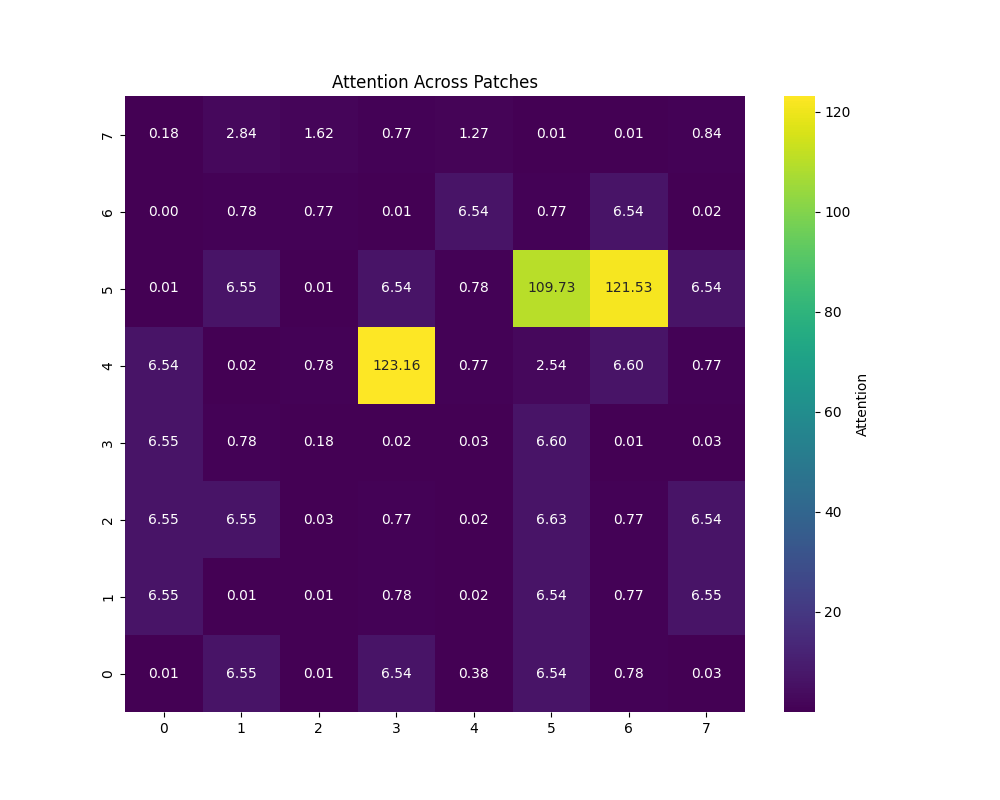 Attention Across Patches
7 0.18 2.84 1.62 0.77 1.27 0.01 0.01 0.84
6 0.00 0.78 0.77 0.01 6.54 0.77 6.54 0.02
5 0.01 6.55 0.01 6.54 0.78 109.73 121.53 6.54
4 6.54 0.02 0.78 123.16 0.77 2.54 6.60 0.77
3 6.55 0.78 0.18 0.02 0.03 6.60 0.01 0.03
2 6.55 6.55 0.03 0.77 0.02 6.63 0.77 6.54
1 6.55 0.01 0.01 0.78 0.02 6.54 0.77 6.55
0 0.01 6.55 0.01 6.54 0.38 6.54 0.78 0.03
0 1 2 3 4 5 6 7
120
100
80
60
40
20
Attention